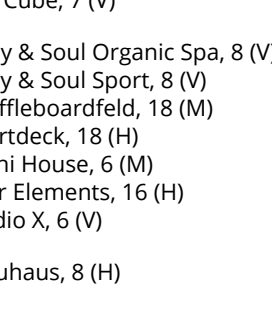 Cube, 7 (V)
y & Soul Organic Spa, 8 (V)
y & Soul Sport, 8 (V)
ffleboardfeld, 18 (M)
rtdeck, 18 (H)
ni House, 6 (M)
r Elements, 16 (H)
dio X, 6 (V)
uhaus, 8 (H)